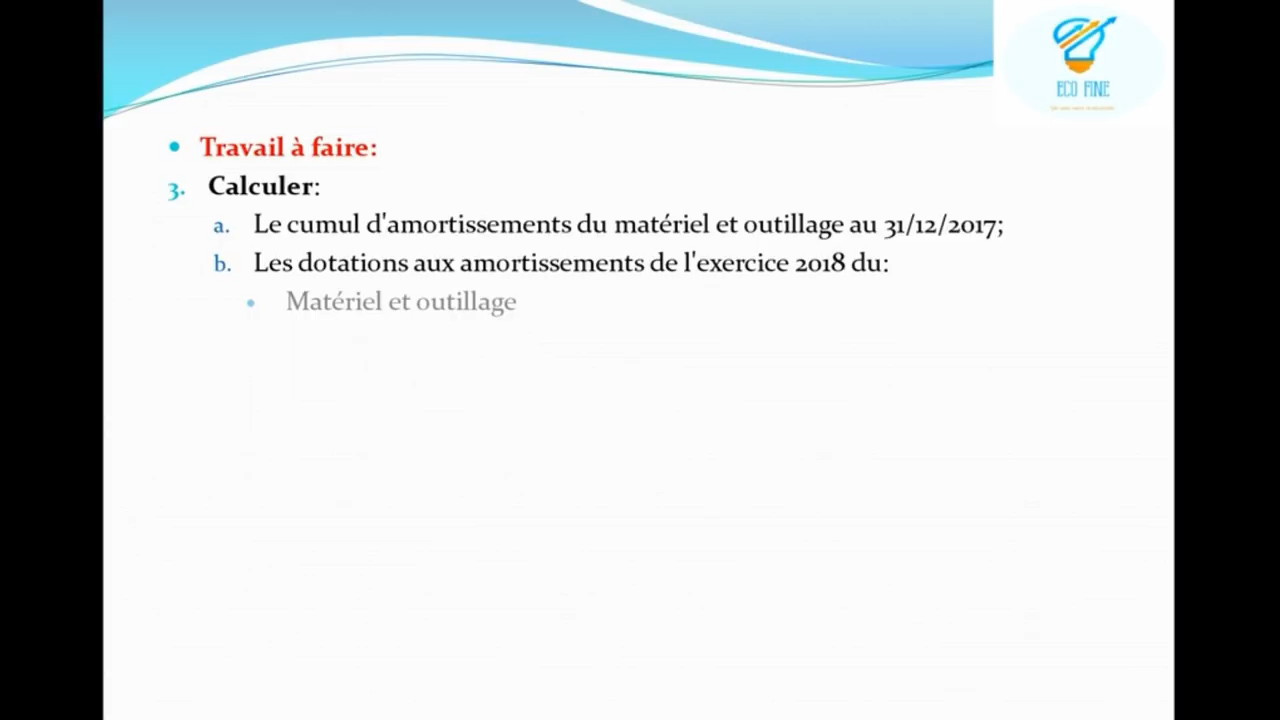 ECO FINE
• Travail à faire:
3. Calculer:
a. Le cumul d'amortissements du matériel et outillage au 31/12/2017;
b. Les dotations aux amortissements de l'exercice 2018 du:
• Matériel et outillage